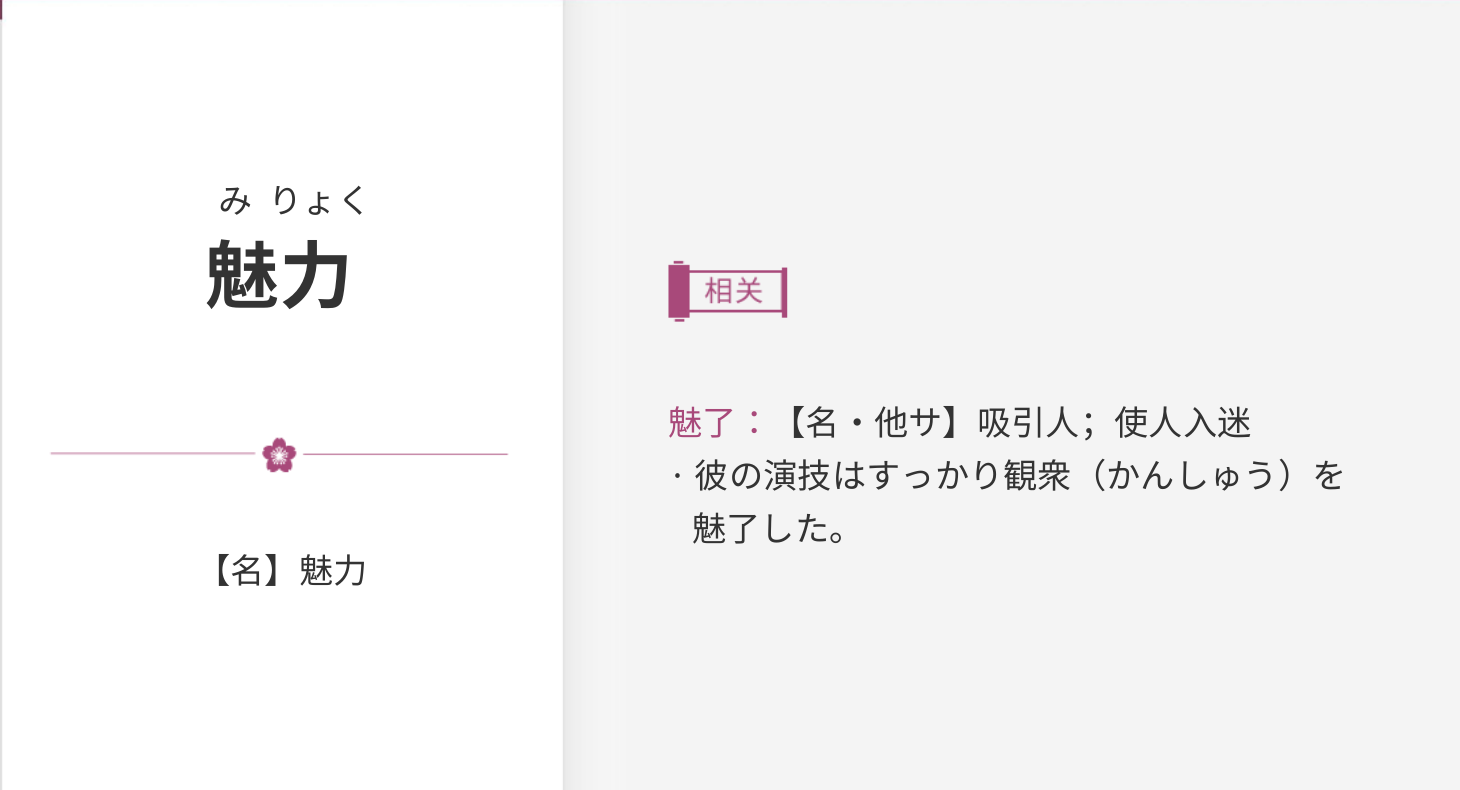 み りょく
魅力
【名】魅力
相关
魅了：【名・他サ】吸引人；使人入迷
· 彼の演技はすっかり観衆（かんしゅう）を
魅了した。